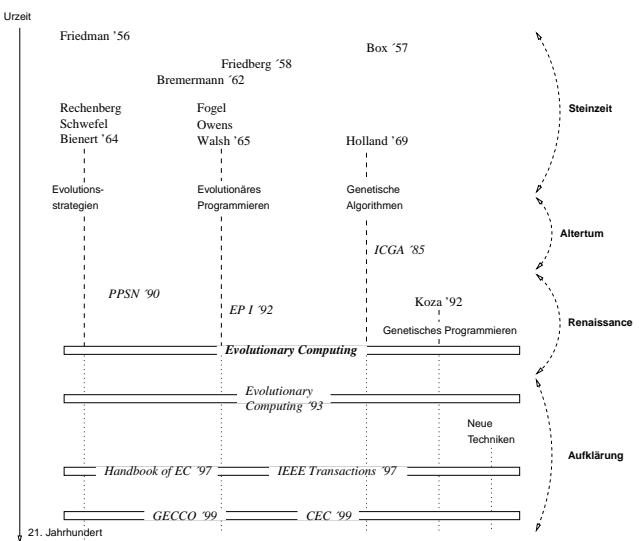 Urzeit
Friedman '56
Box ´57
Friedberg ´58
Bremermann ´62
Steinzeit
Rechenberg
Schwefel
Bienert '64
Fogel
Owens
Walsh '65
Holland '69
Evolutions-
strategien
Evolutionäres
Programmieren
Genetische
Algorithmen
Altertum
ICGA ´85
PPSN ´90
EP I ´92
Koza '92
Genetisches Programmieren
Renaissance
Evolutionary Computing
Evolutionary
Computing ´93
Neue
Techniken
Aufklärung
Handbook of EC ´97
IEEE Transactions ´97
GECCO ´99
CEC ´99
21. Jahrhundert